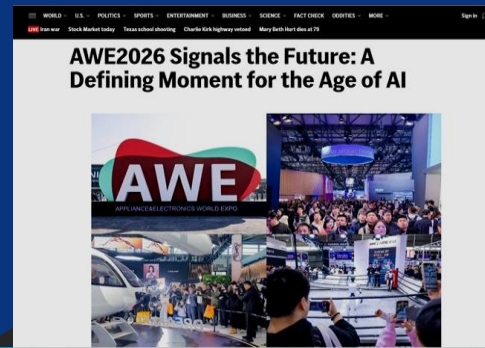 WORLD U.S. POLITICS SPORTS ENTERTAINMENT BUSINESS SCIENCE FACT CHECK ODDITIES MORE Sign in
LIVE Iran war Stock Market today Texas school shooting Charlie Kirk highway vetoed Mary Beth Hurt dies at 79
AWE2026 Signals the Future: A
Defining Moment for the Age of AI
AWE
APPLIANCE&ELECTRONICS WORLD EXPO